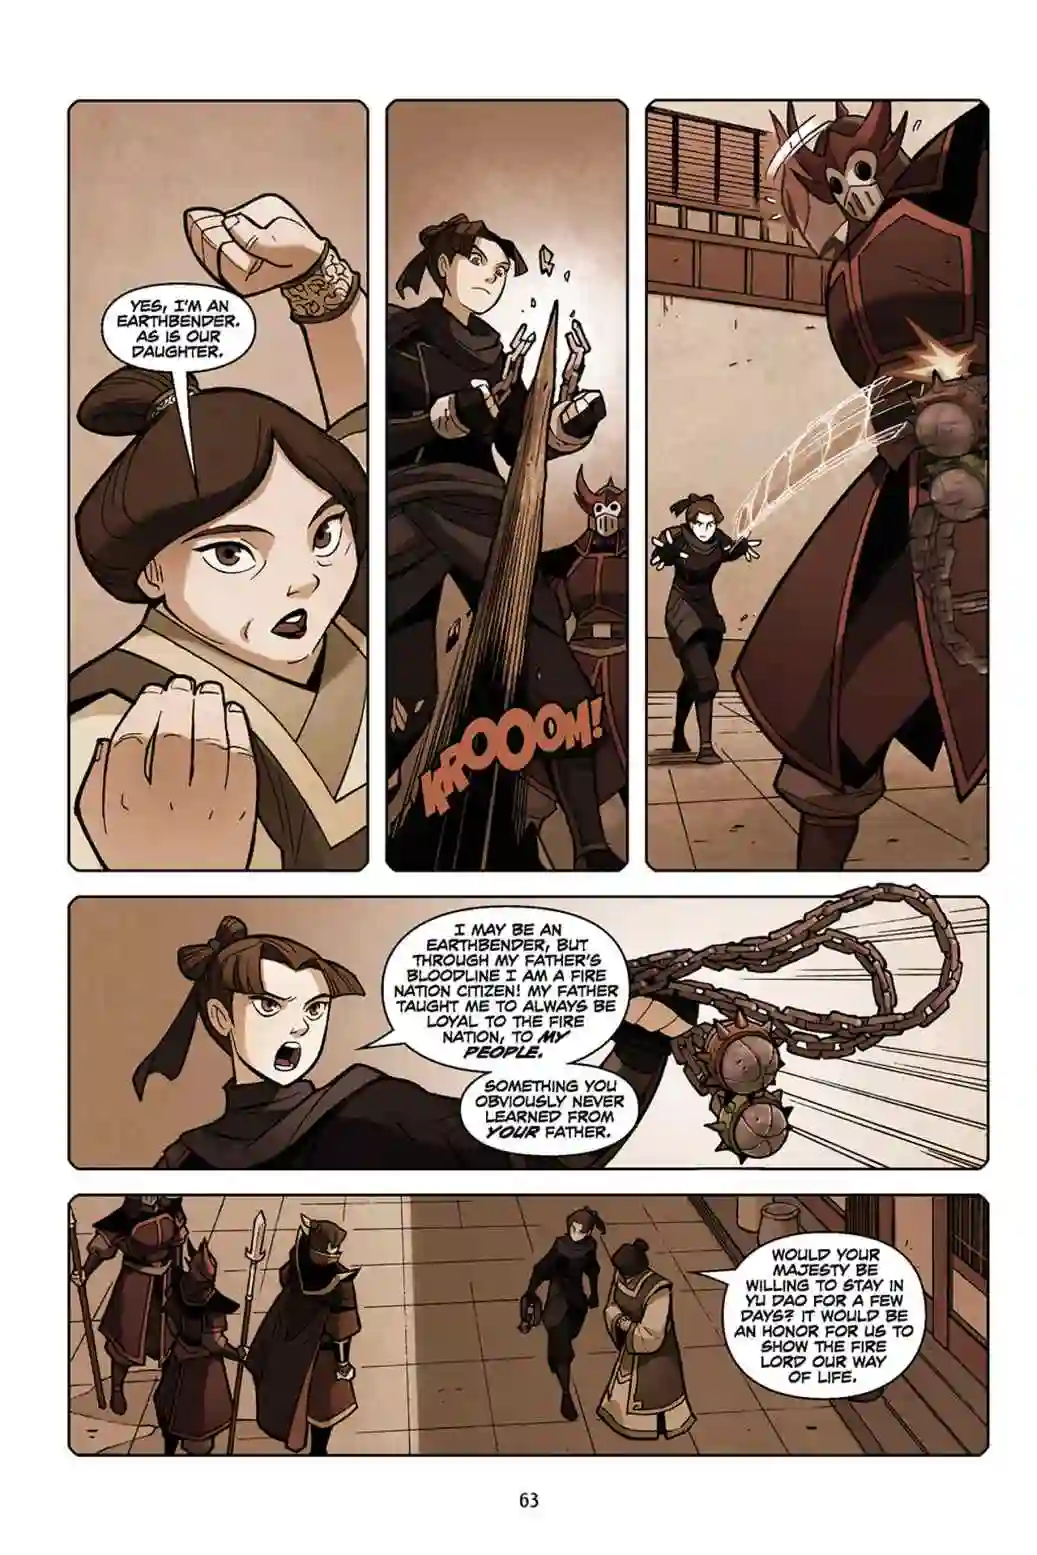 YES, I'M AN
EARTHBENDER.
AS IS OUR
DAUGHTER.
KRROOOOM!
I MAY BE AN
EARTHBENDER, BUT
THROUGH MY FATHER'S
BLOODLINE I AM A FIRE
NATION CITIZEN! MY FATHER
TAUGHT ME TO ALWAYS BE
LOYAL TO THE FIRE
NATION, TO MY
PEOPLE.
SOMETHING YOU
OBVIOUSLY NEVER
LEARNED FROM
YOUR FATHER.
WOULD YOUR
MAJESTY BE
WILLING TO STAY IN
YU DAO FOR A FEW
DAYS? IT WOULD BE
AN HONOR FOR US TO
SHOW THE FIRE
LORD OUR WAY
OF LIFE.
63